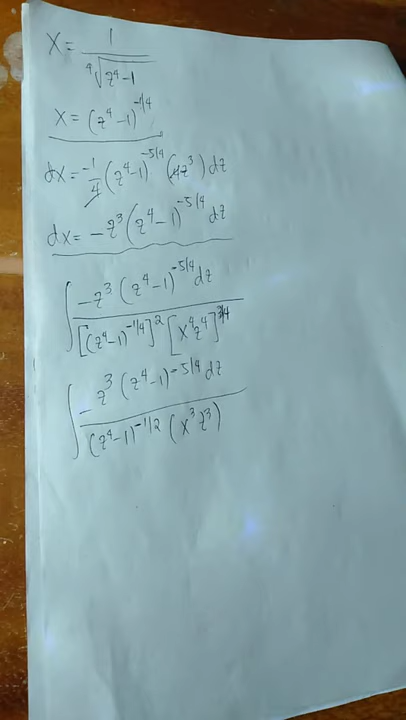 x = 1/⁴√(z⁴-1)
x = (z⁴-1)^(-1/4)
dx = -1/4 (z⁴-1)^(-5/4) (4z³) dz
dx = -z³ (z⁴-1)^(-5/4) dz
∫ -z³ (z⁴-1)^(-5/4) dz / [(z⁴-1)^(-1/4)]² [x⁴z⁴]^(3/4)
∫ -z³ (z⁴-1)^(-5/4) dz / (z⁴-1)^(-1/2) (x³z³)